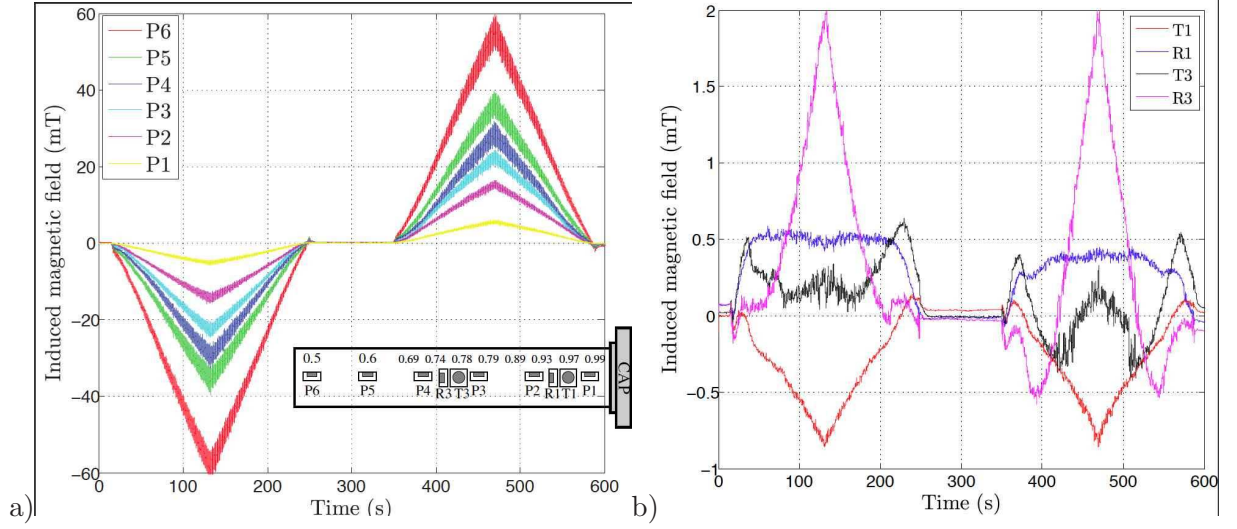 60
40
20
0
−20
−40
−60
Induced magnetic field (mT)
P6
P5
P4
P3
P2
P1
0.5 0.6 0.69 0.74 0.78 0.79 0.89 0.93 0.97 0.99
P6 P5 P4 R3 T3 P3 P2 R1 T1 P1
CAP
0 100 200 300 400 500 600
Time (s)
a)
2
1.5
1
0.5
0
−0.5
−1
Induced magnetic field (mT)
T1
R1
T3
R3
0 100 200 300 400 500 600
Time (s)
b)